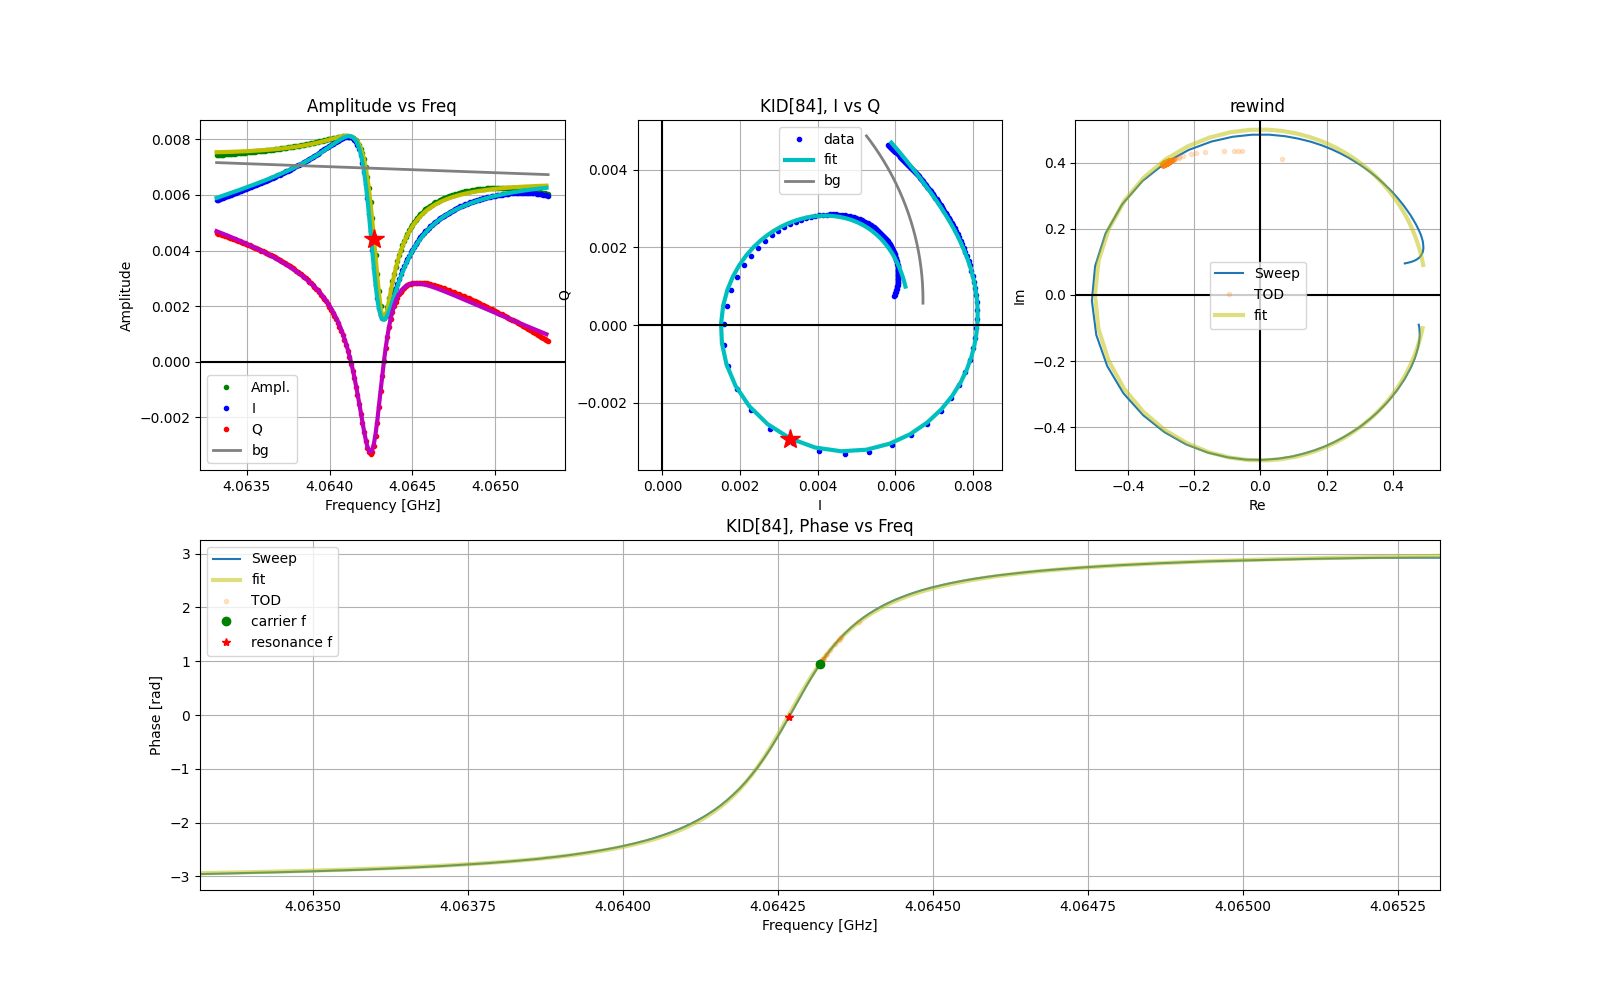 Amplitude vs Freq
0.008
0.006
0.004
0.002
0.000
−0.002
Amplitude
Ampl.
I
Q
bg
4.0635 4.0640 4.0645 4.0650
Frequency [GHz]
KID[84], I vs Q
0.004
0.002
0.000
−0.002
Q
data
fit
bg
0.000 0.002 0.004 0.006 0.008
I
rewind
0.4
0.2
0.0
−0.2
−0.4
Im
Sweep
TOD
fit
−0.4 −0.2 0.0 0.2 0.4
Re
KID[84], Phase vs Freq
3
2
1
0
−1
−2
−3
Phase [rad]
Sweep
fit
TOD
carrier f
resonance f
4.06350 4.06375 4.06400 4.06425 4.06450 4.06475 4.06500 4.06525
Frequency [GHz]